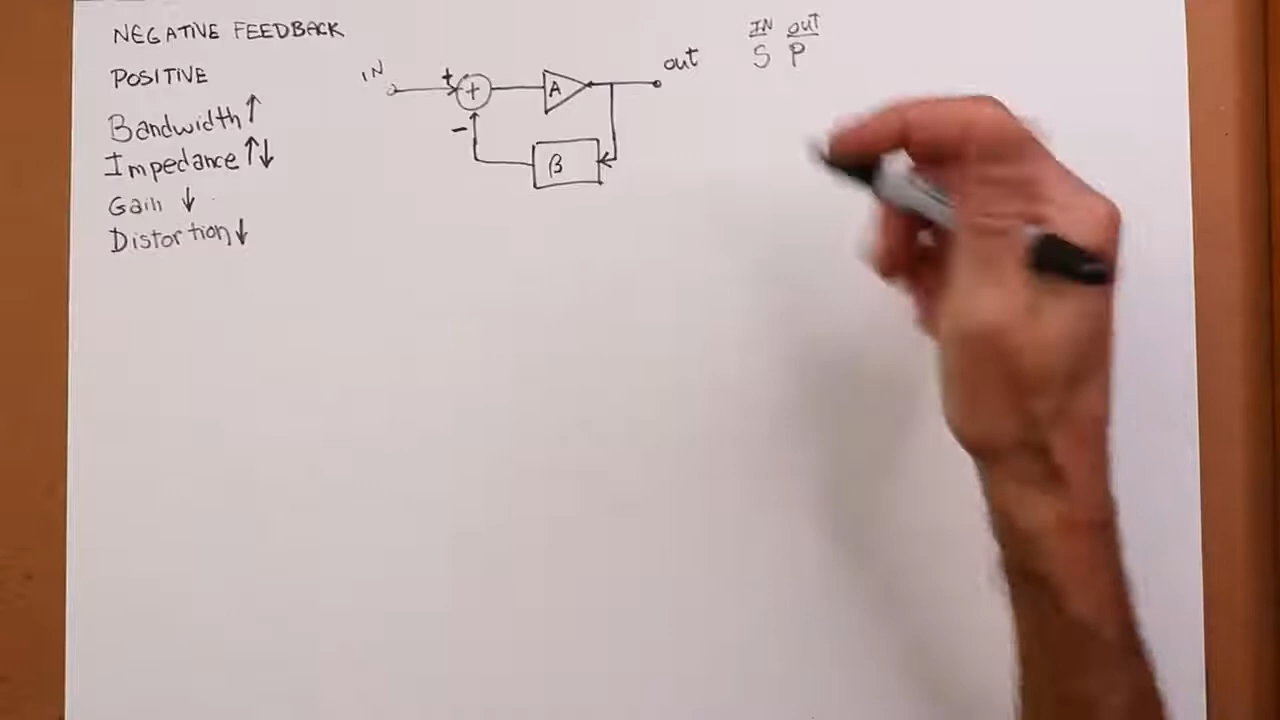 NEGATIVE FEEDBACK
POSITIVE
Bandwidth ↑
Impedance ↑↓
Gain ↓
Distortion ↓
IN
+
+
-
A
β
out
IN out
S P